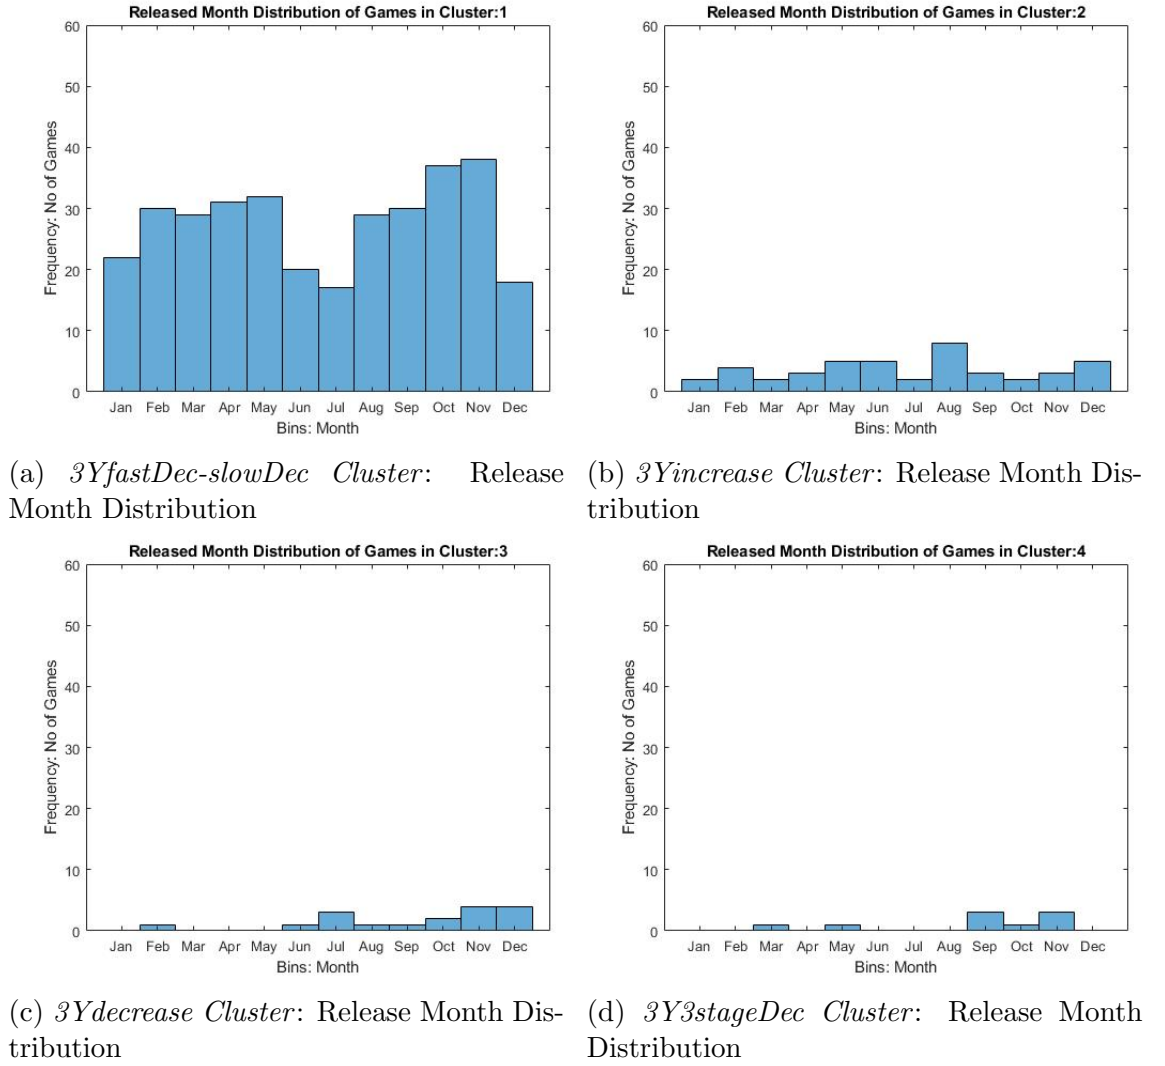 Released Month Distribution of Games in Cluster:1
60
50
40
30
20
10
0
Frequency: No of Games
Jan Feb Mar Apr May Jun Jul Aug Sep Oct Nov Dec
Bins: Month
(a) 3YfastDec-slowDec Cluster: Release
Month Distribution
Released Month Distribution of Games in Cluster:2
60
50
40
30
20
10
0
Frequency: No of Games
Jan Feb Mar Apr May Jun Jul Aug Sep Oct Nov Dec
Bins: Month
(b) 3Yincrease Cluster: Release Month Dis-
tribution
Released Month Distribution of Games in Cluster:3
60
50
40
30
20
10
0
Frequency: No of Games
Jan Feb Mar Apr May Jun Jul Aug Sep Oct Nov Dec
Bins: Month
(c) 3Ydecrease Cluster: Release Month Dis-
tribution
Released Month Distribution of Games in Cluster:4
60
50
40
30
20
10
0
Frequency: No of Games
Jan Feb Mar Apr May Jun Jul Aug Sep Oct Nov Dec
Bins: Month
(d) 3Y3stageDec Cluster: Release Month
Distribution